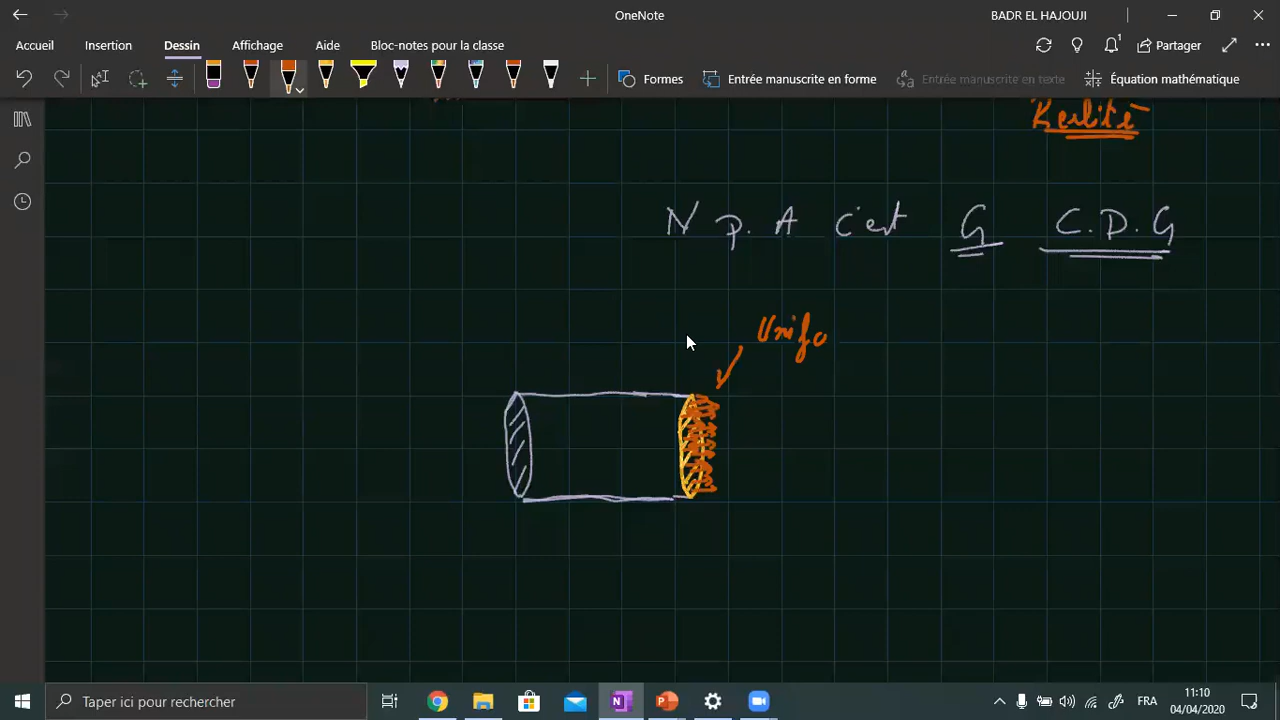 OneNote
BADR EL HAJOUJI
Accueil Insertion Dessin Affichage Aide Bloc-notes pour la classe Partager
Formes Entrée manuscrite en forme Entrée manuscrite en texte Équation mathématique
N p. A c'est G C.D.G
Unifo
Taper ici pour rechercher
FRA
11:10
04/04/2020